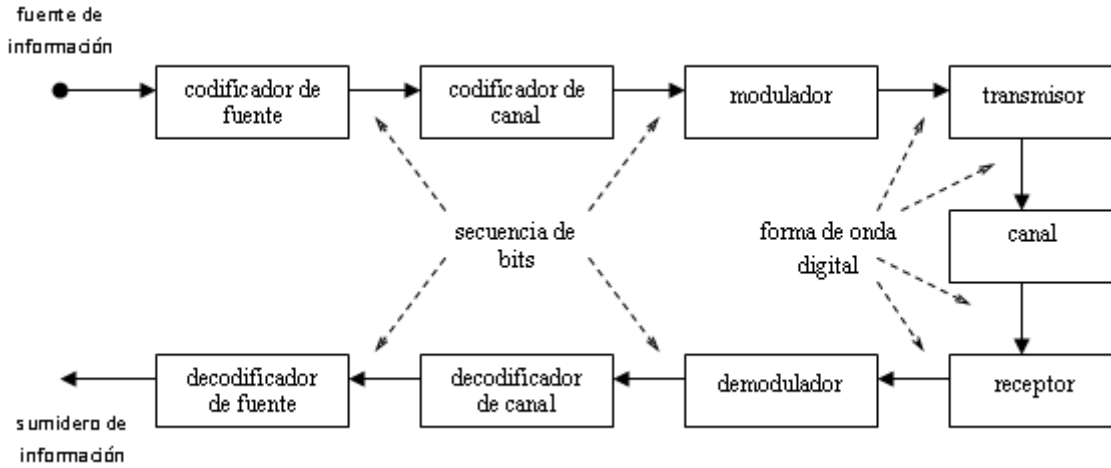 fuente de
información
codificador de
fuente
codificador de
canal
modulador
transmisor
secuencia de
bits
forma de onda
digital
canal
decodificador
de fuente
decodificador
de canal
demodulador
receptor
sumidero de
información